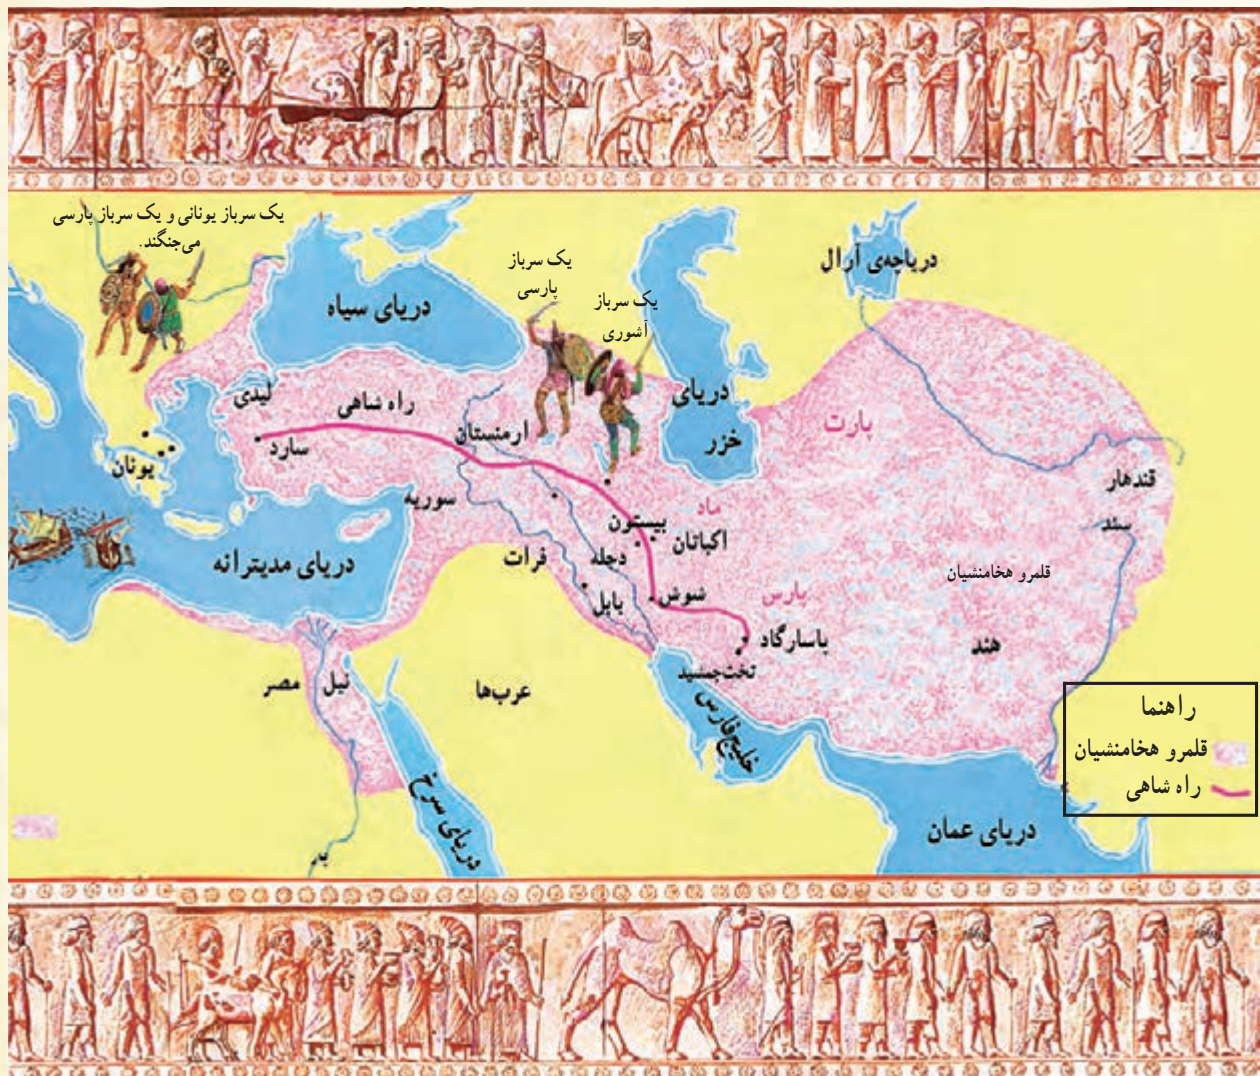 یک سرباز یونانی و یک سرباز پارسی
می‌جنگند.
یک سرباز
پارسی
یک سرباز
آشوری
دریاچه‌ی آرال
دریای سیاه
دریای
خزر
لیدی
راه شاهی
ارمنستان
پارت
سارد
یونان
قندهار
سوریه
ماد
بیستون
اکباتان
سند
دریای مدیترانه
فرات
دجله
قلمرو هخامنشیان
بابل
شوش
پارس
پاسارگاد
هند
تخت‌جمشید
مصر
نیل
عرب‌ها
خلیج‌فارس
دریای سرخ
دریای عمان
راهنما
قلمرو هخامنشیان
راه شاهی